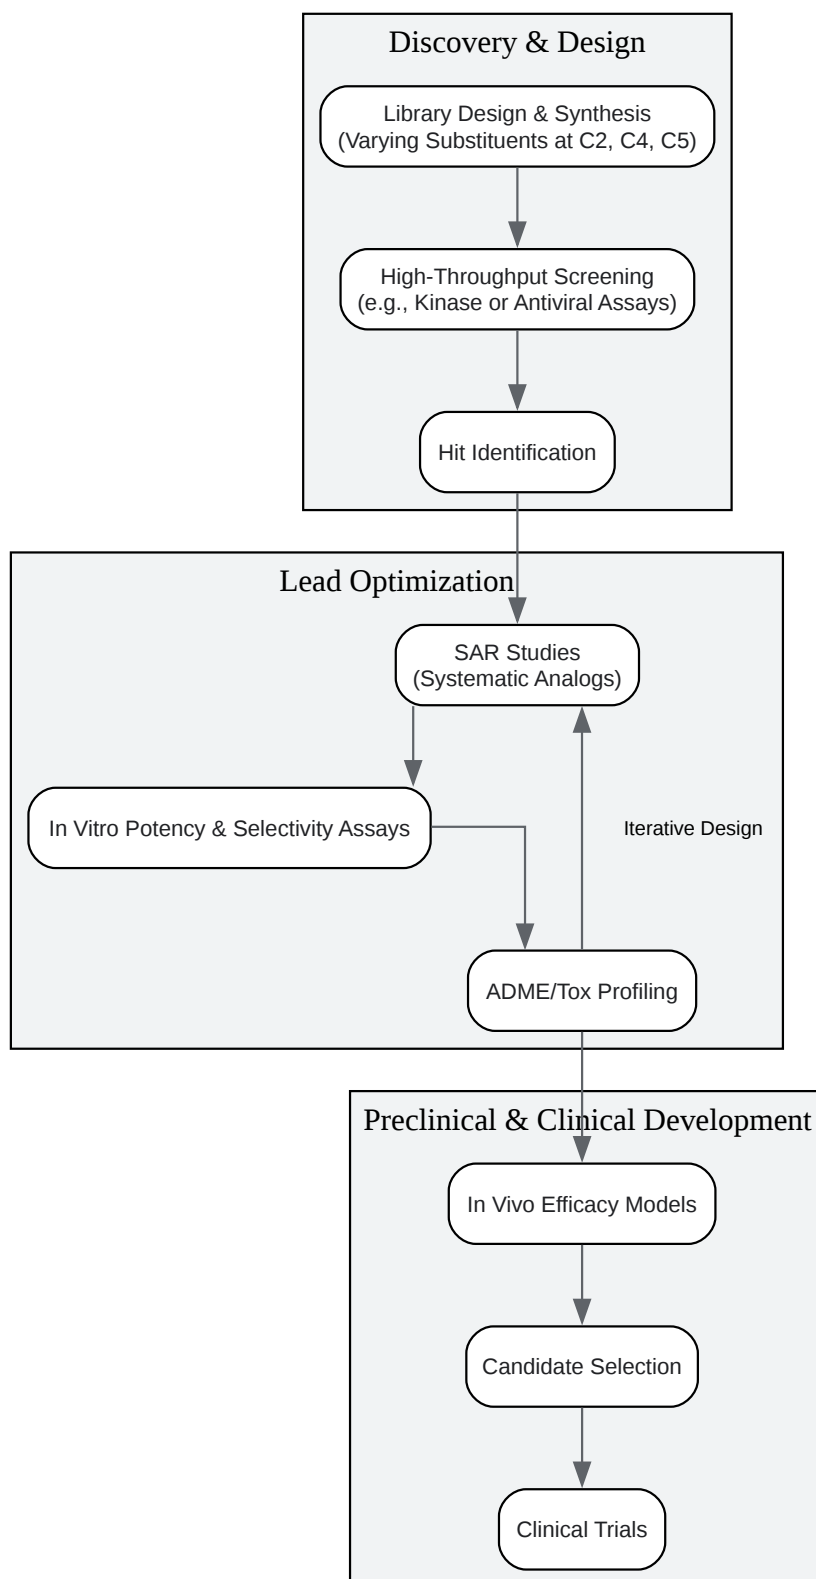 Discovery & Design
Library Design & Synthesis
(Varying Substituents at C2, C4, C5)
High-Throughput Screening
(e.g., Kinase or Antiviral Assays)
Hit Identification
Lead Optimization
SAR Studies
(Systematic Analogs)
In Vitro Potency & Selectivity Assays
Iterative Design
ADME/Tox Profiling
Preclinical & Clinical Development
In Vivo Efficacy Models
Candidate Selection
Clinical Trials